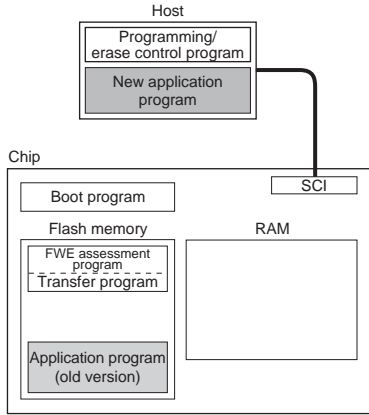 Host
Programming/
erase control program
New application
program
Chip
SCI
Boot program
Flash memory
RAM
FWE assessment
program
Transfer program
Application program
(old version)